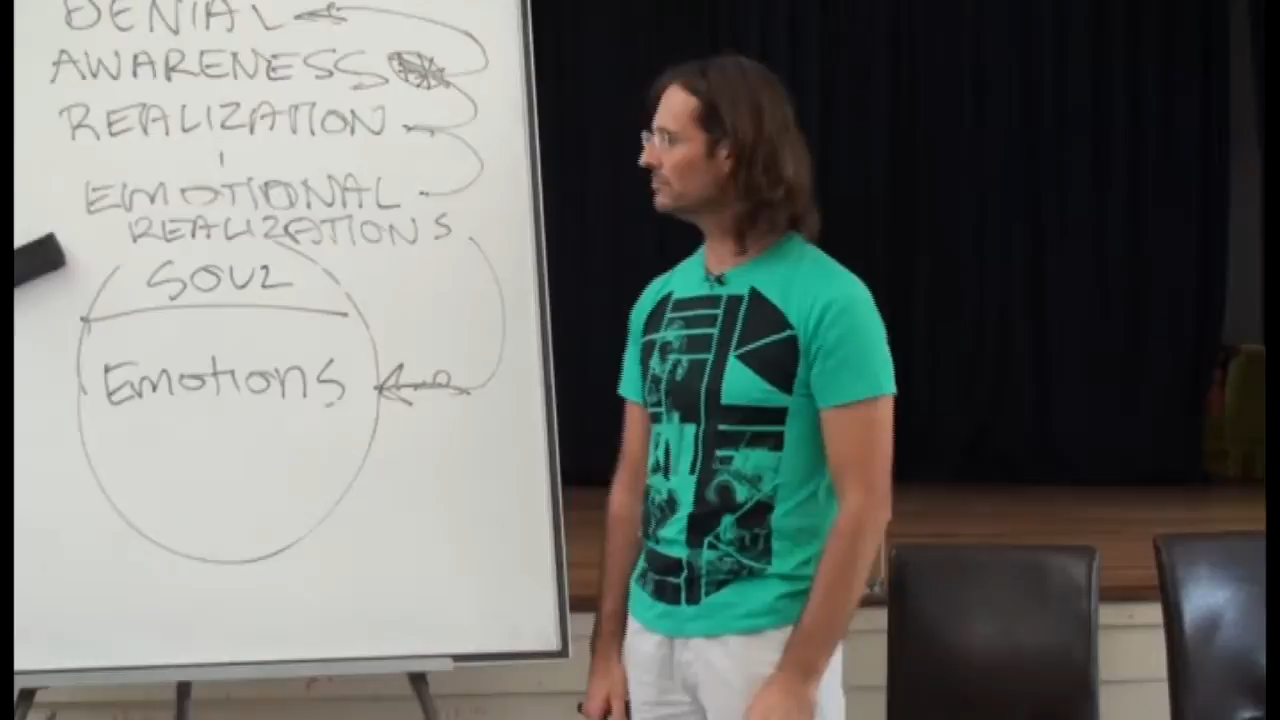 DENIAL
AWARENESS
REALIZATION
EMOTIONAL
REALIZATIONS
SOUL
Emotions